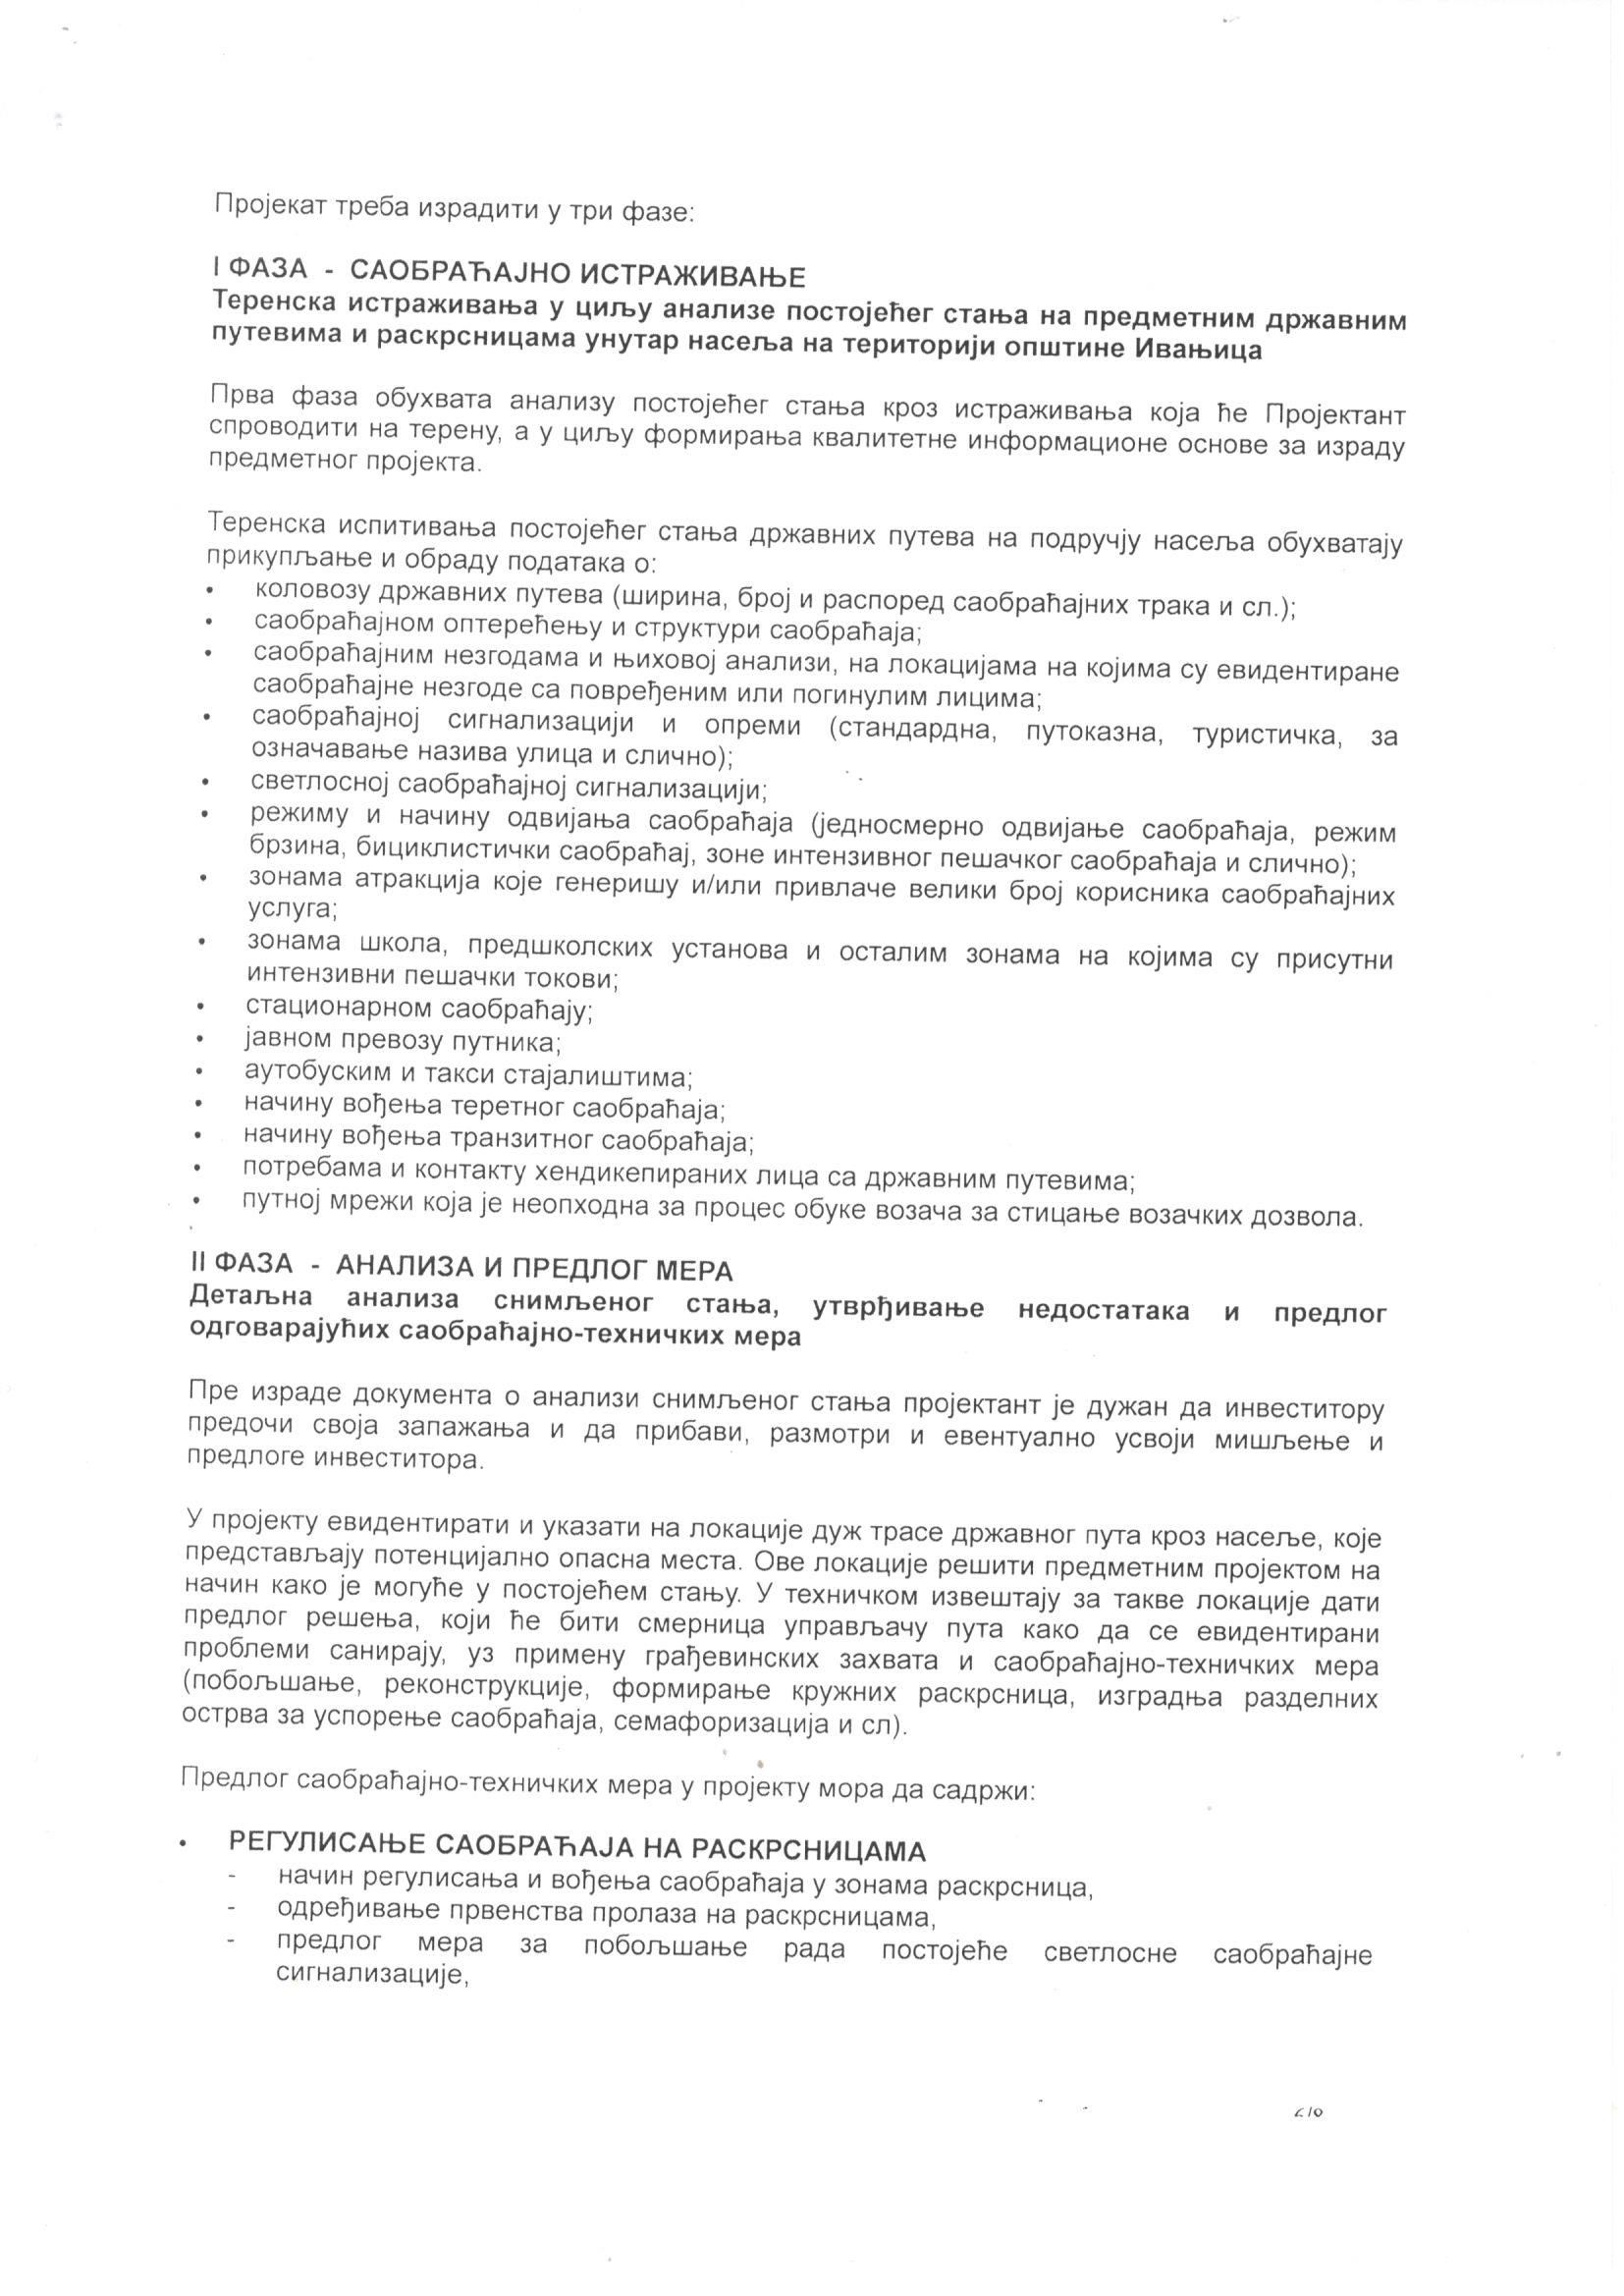 Пројекат треба израдити у три фазе:
I ФАЗА - САОБРАЋАЈНО ИСТРАЖИВАЊЕ
Теренска истраживања у циљу анализе постојећег стања на предметним државним
путевима и раскрсницама унутар насеља на територији општине Ивањица
Прва фаза обухвата анализу постојећег стања кроз истраживања која ће Пројектант
спроводити на терену, а у циљу формирања квалитетне информационе основе за израду
предметног пројекта.
Теренска испитивања постојећег стања државних путева на подручју насеља обухватају
прикупљање и обраду података о:
• коловозу државних путева (ширина, број и распоред саобраћајних трака и сл.);
• саобраћајном оптерећењу и структури саобраћаја;
• саобраћајним незгодама и њиховој анализи, на локацијама на којима су евидентиране
саобраћајне незгоде са повређеним или погинулим лицима;
• саобраћајној сигнализацији и опреми (стандардна, путоказна, туристичка, за
означавање назива улица и слично);
• светлосној саобраћајној сигнализацији;
• режиму и начину одвијања саобраћаја (једносмерно одвијање саобраћаја, режим
брзина, бициклистички саобраћај, зоне интензивног пешачког саобраћаја и слично);
• зонама атракција које генеришу и/или привлаче велики број корисника саобраћајних
услуга;
• зонама школа, предшколских установа и осталим зонама на којима су присутни
интензивни пешачки токови;
• стационарном саобраћају;
• јавном превозу путника;
• аутобуским и такси стајалиштима;
• начину вођења теретног саобраћаја;
• начину вођења транзитног саобраћаја;
• потребама и контакту хендикепираних лица са државним путевима;
• путној мрежи која је неопходна за процес обуке возача за стицање возачких дозвола.
II ФАЗА - АНАЛИЗА И ПРЕДЛОГ МЕРА
Детаљна анализа снимљеног стања, утврђивање недостатака и предлог
одговарајућих саобраћајно-техничких мера
Пре израде документа о анализи снимљеног стања пројектант је дужан да инвеститору
предочи своја запажања и да прибави, размотри и евентуално усвоји мишљење и
предлоге инвеститора.
У пројекту евидентирати и указати на локације дуж трасе државног пута кроз насеље, које
представљају потенцијално опасна места. Ове локације решити предметним пројектом на
начин како је могуће у постојећем стању. У техничком извештају за такве локације дати
предлог решења, који ће бити смерница управљачу пута како да се евидентирани
проблеми санирају, уз примену грађевинских захвата и саобраћајно-техничких мера
(побољшање, реконструкције, формирање кружних раскрсница, изградња разделних
острва за успорење саобраћаја, семафоризација и сл).
Предлог саобраћајно-техничких мера у пројекту мора да садржи:
• РЕГУЛИСАЊЕ САОБРАЋАЈА НА РАСКРСНИЦАМА
- начин регулисања и вођења саобраћаја у зонама раскрсница,
- одређивање првенства пролаза на раскрсницама,
- предлог мера за побољшање рада постојеће светлосне саобраћајне
сигнализације,